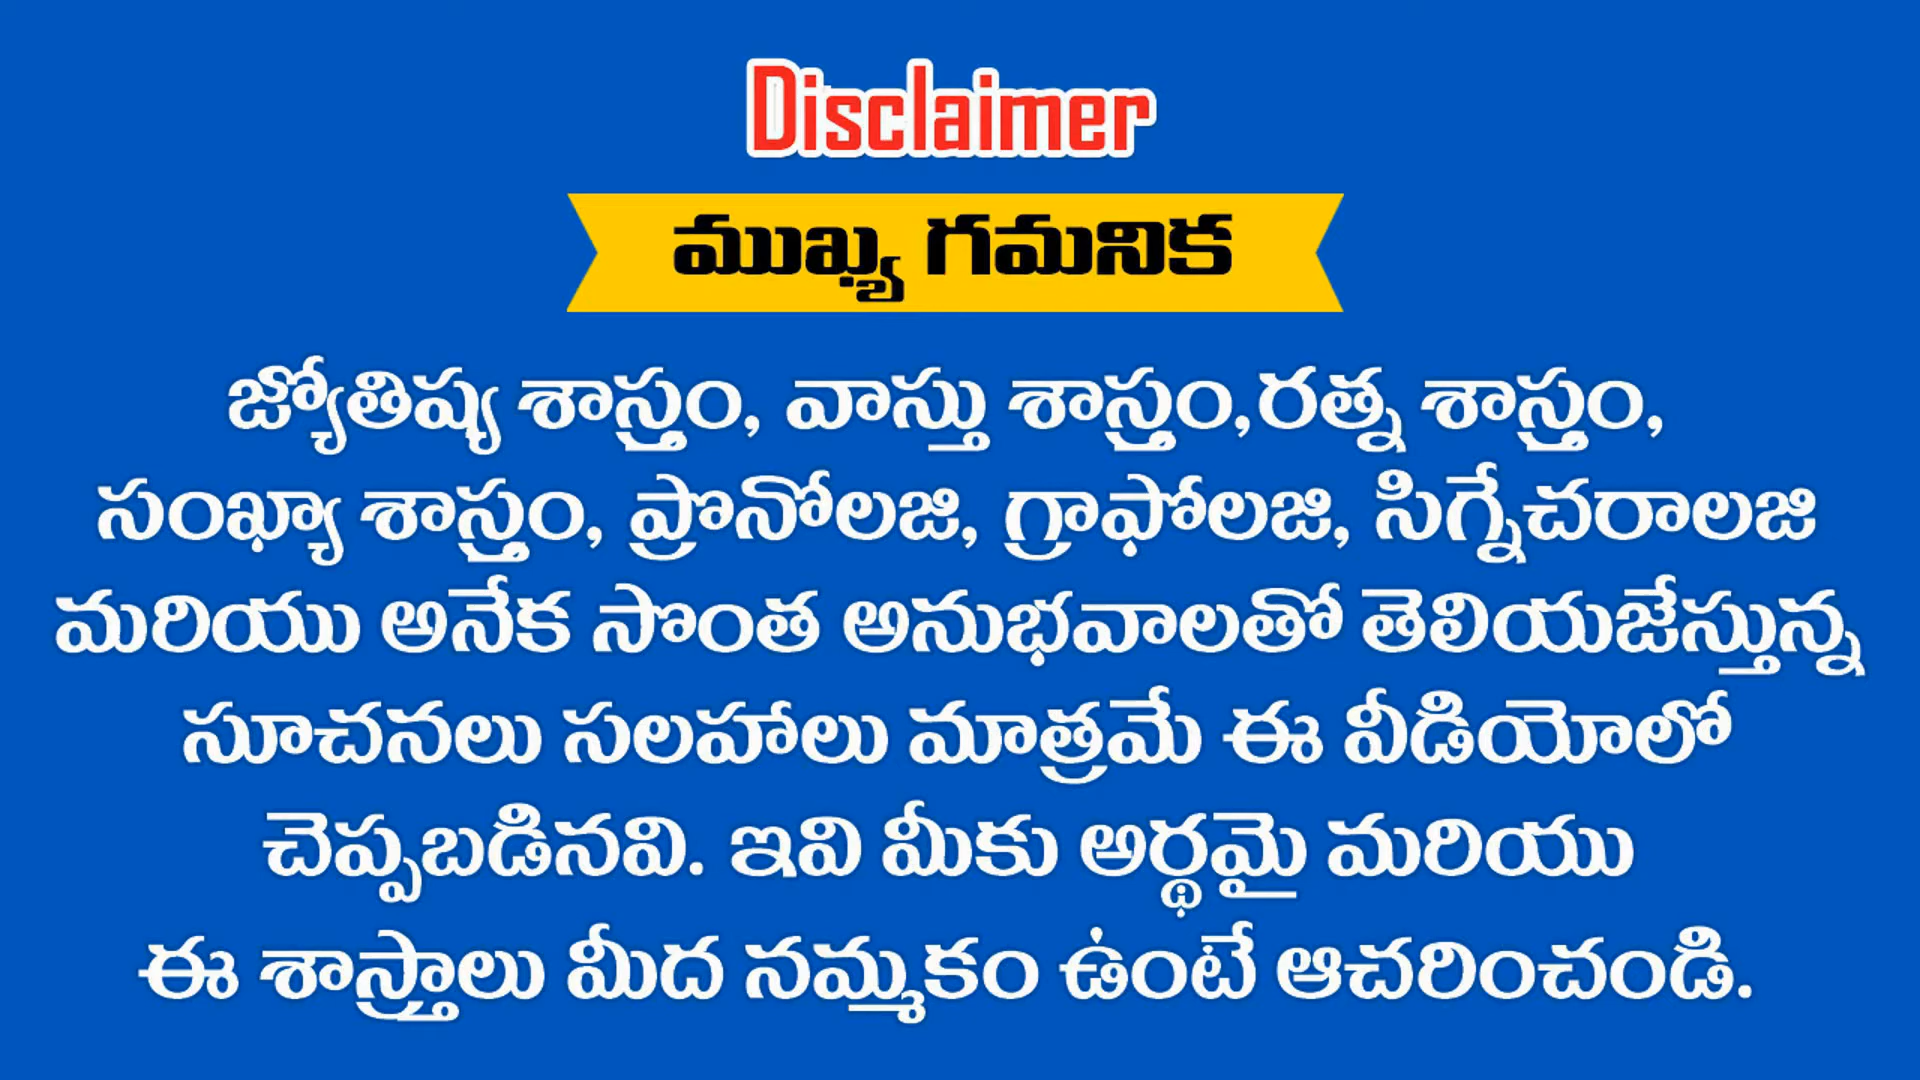 Disclaimer
ముఖ్య గమనిక
జ్యోతిష్య శాస్త్రం, వాస్తు శాస్త్రం,రత్న శాస్త్రం,
సంఖ్యా శాస్త్రం, ప్రొనోలజి, గ్రాఫోలజి, సిగ్నేచరాలజి
మరియు అనేక సొంత అనుభవాలతో తెలియజేస్తున్న
సూచనలు సలహాలు మాత్రమే ఈ వీడియోలో
చెప్పబడినవి. ఇవి మీకు అర్థమై మరియు
ఈ శాస్త్రాలు మీద నమ్మకం ఉంటే ఆచరించండి.